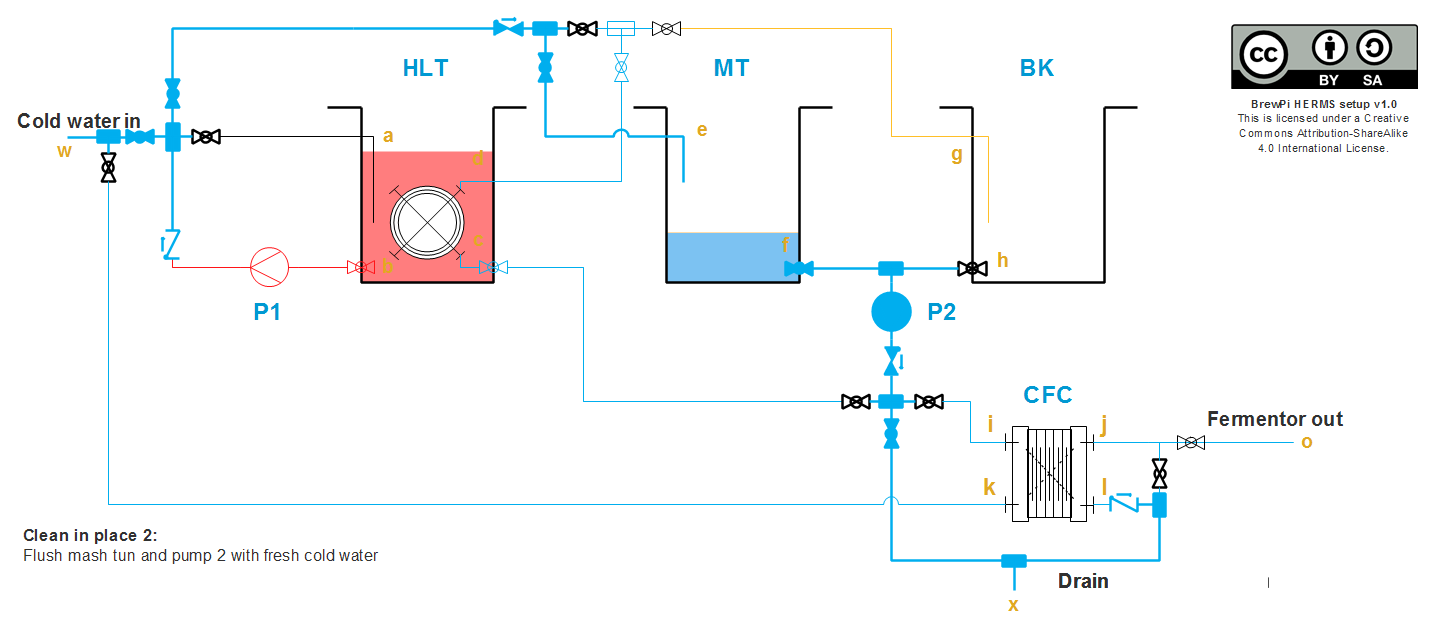 HLT
MT
BK
cc
BY SA
BrewPi HERMS setup v1.0
This is licensed under a Creative
Commons Attribution-ShareAlike
4.0 International License.
Cold water in
w
a
d
c
b
e
f
g
h
P1
P2
CFC
i
j
k
l
Fermentor out
o
Clean in place 2:
Flush mash tun and pump 2 with fresh cold water
Drain
x